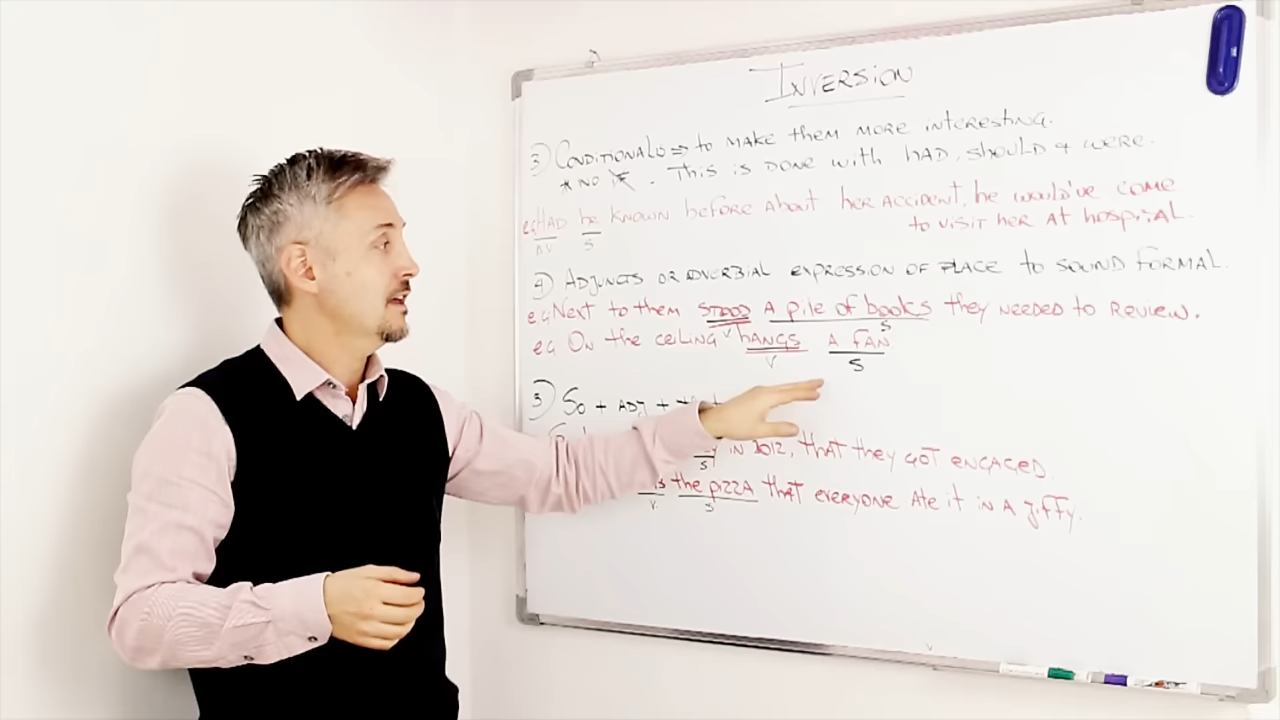 INVERSION
3) CONDITIONALS => to MAKE them MORE INTERESTING.
* NO IF. This is DONE with HAD, should & WERE.
eg HAD he known before About her ACCIDENT, he would've come
AV S
to visit her At hospital.
4) ADJUNCTS OR ADVERBIAL EXPRESSION OF PLACE to SOUND FORMAL.
e.g Next to them STOOD A pile of books they needed to REVIEW.
V S
eg On the ceiling hANGS A FAN
V S
5) So + ADJ +
IN 2012, that they GOT ENGAGED.
S
is the pizza that everyone Ate it IN A Jiffy.
V S